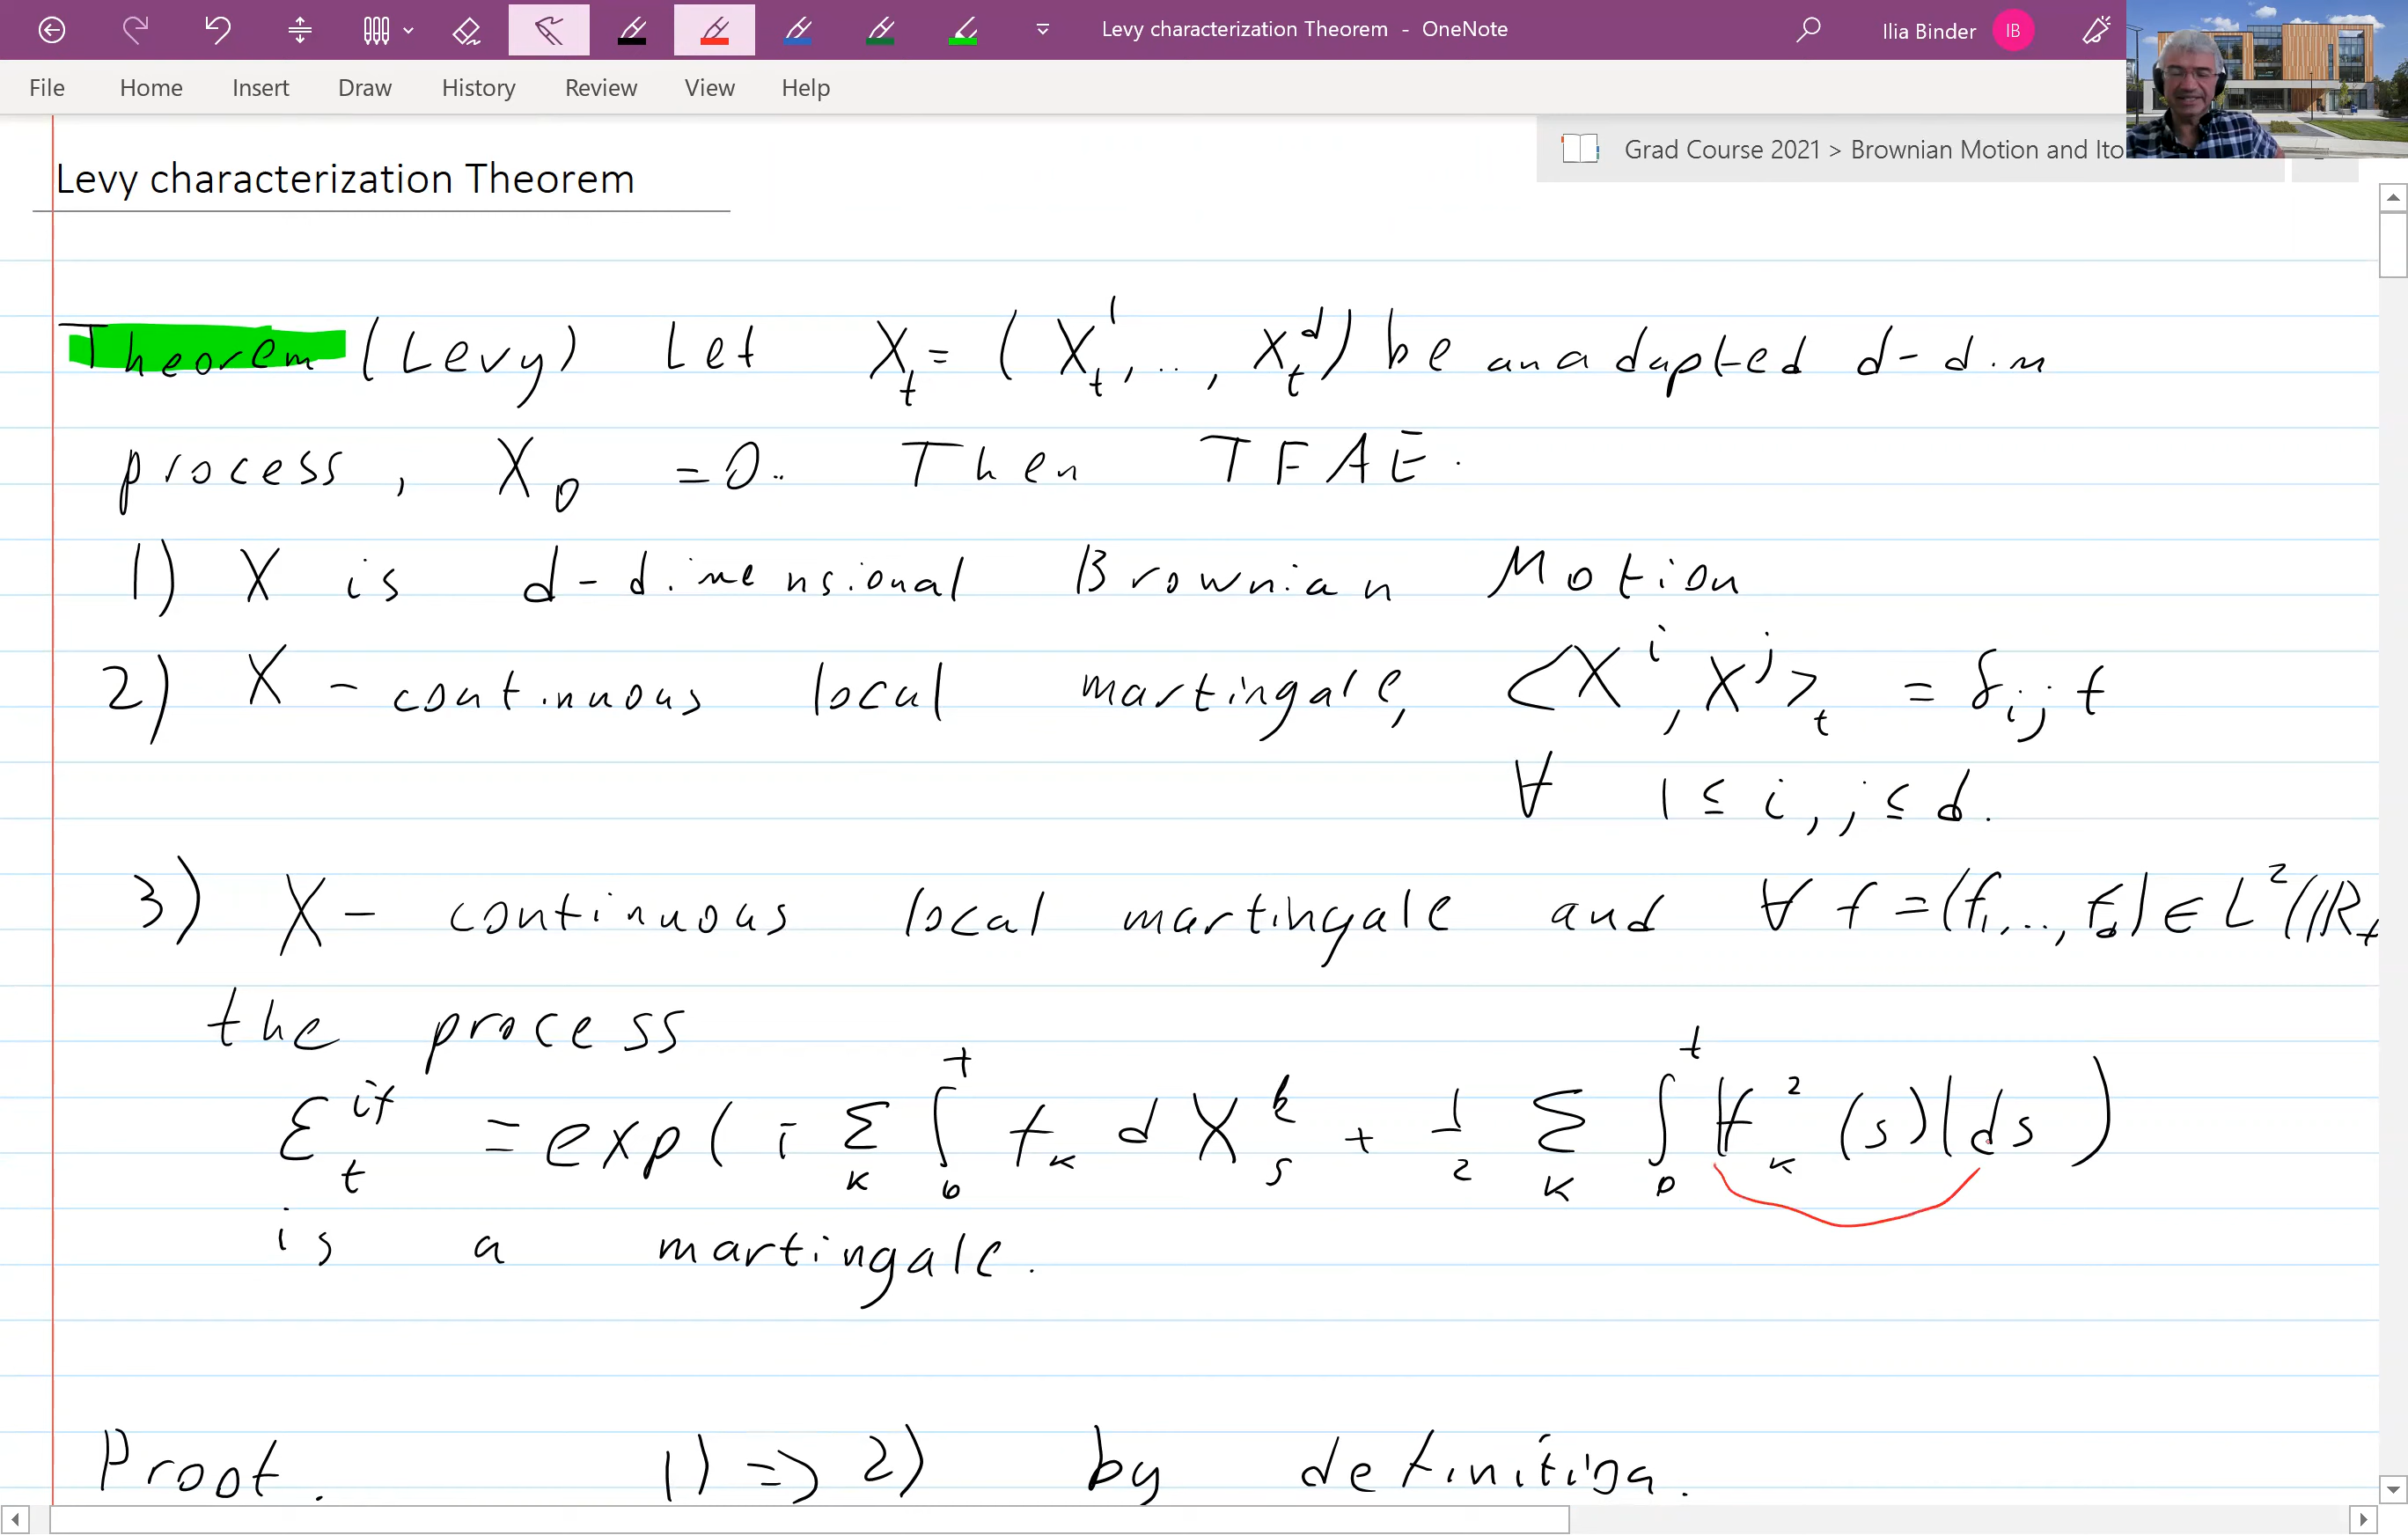 Levy characterization Theorem - OneNote
Ilia Binder IB
File Home Insert Draw History Review View Help
Grad Course 2021 > Brownian Motion and Ito
Levy characterization Theorem
Theorem (Levy) Let X_t = (X_t^1, .., X_t^d) be an adapted d-dim
process, X_0 = 0. Then TFAE.
1) X is d-dimensional Brownian Motion
2) X - continuous local martingale, <X^i, X^j>_t = δ_ij t
∀ 1 ≤ i, j ≤ d.
3) X - continuous local martingale and ∀ f = (f_1, .., f_d) ∈ L^2(ℝ_+
the process
Ɛ_t^{if} = exp( i Σ_k ∫_0^t f_k dX_s^k + 1/2 Σ_k ∫_0^t |f_k^2(s)| ds )
is a martingale.
Proof. 1) => 2) by definition.